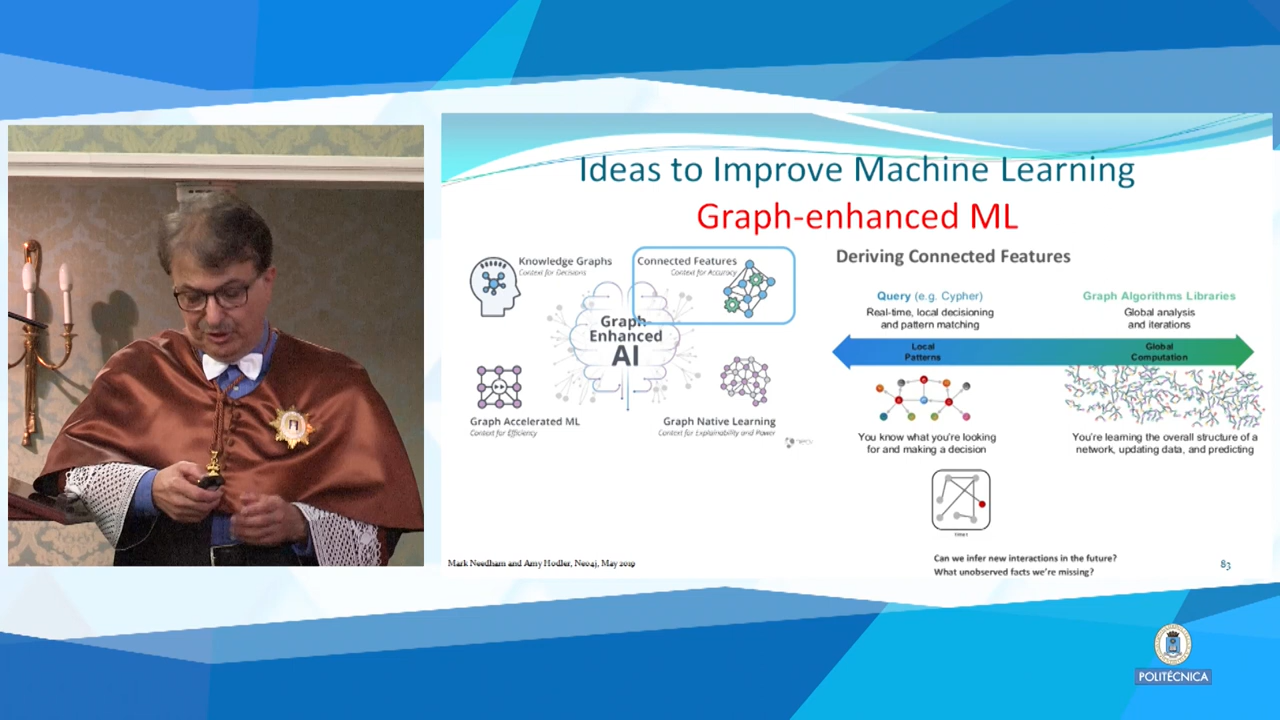 Ideas to Improve Machine Learning
Graph-enhanced ML
Knowledge Graphs
Context for Decisions
Connected Features
Context for Accuracy
Graph-
Enhanced
AI
Graph Accelerated ML
Context for Efficiency
Graph Native Learning
Context for Explainability and Power
Deriving Connected Features
Query (e.g. Cypher)
Real-time, local decisioning
and pattern matching
Graph Algorithms Libraries
Global analysis
and iterations
Local
Patterns
Global
Computation
You know what you're looking
for and making a decision
You're learning the overall structure of a
network, updating data, and predicting
Can we infer new interactions in the future?
What unobserved facts we're missing?
Mark Needham and Amy Hodler, Neo4j, May 2019
83
POLITÉCNICA